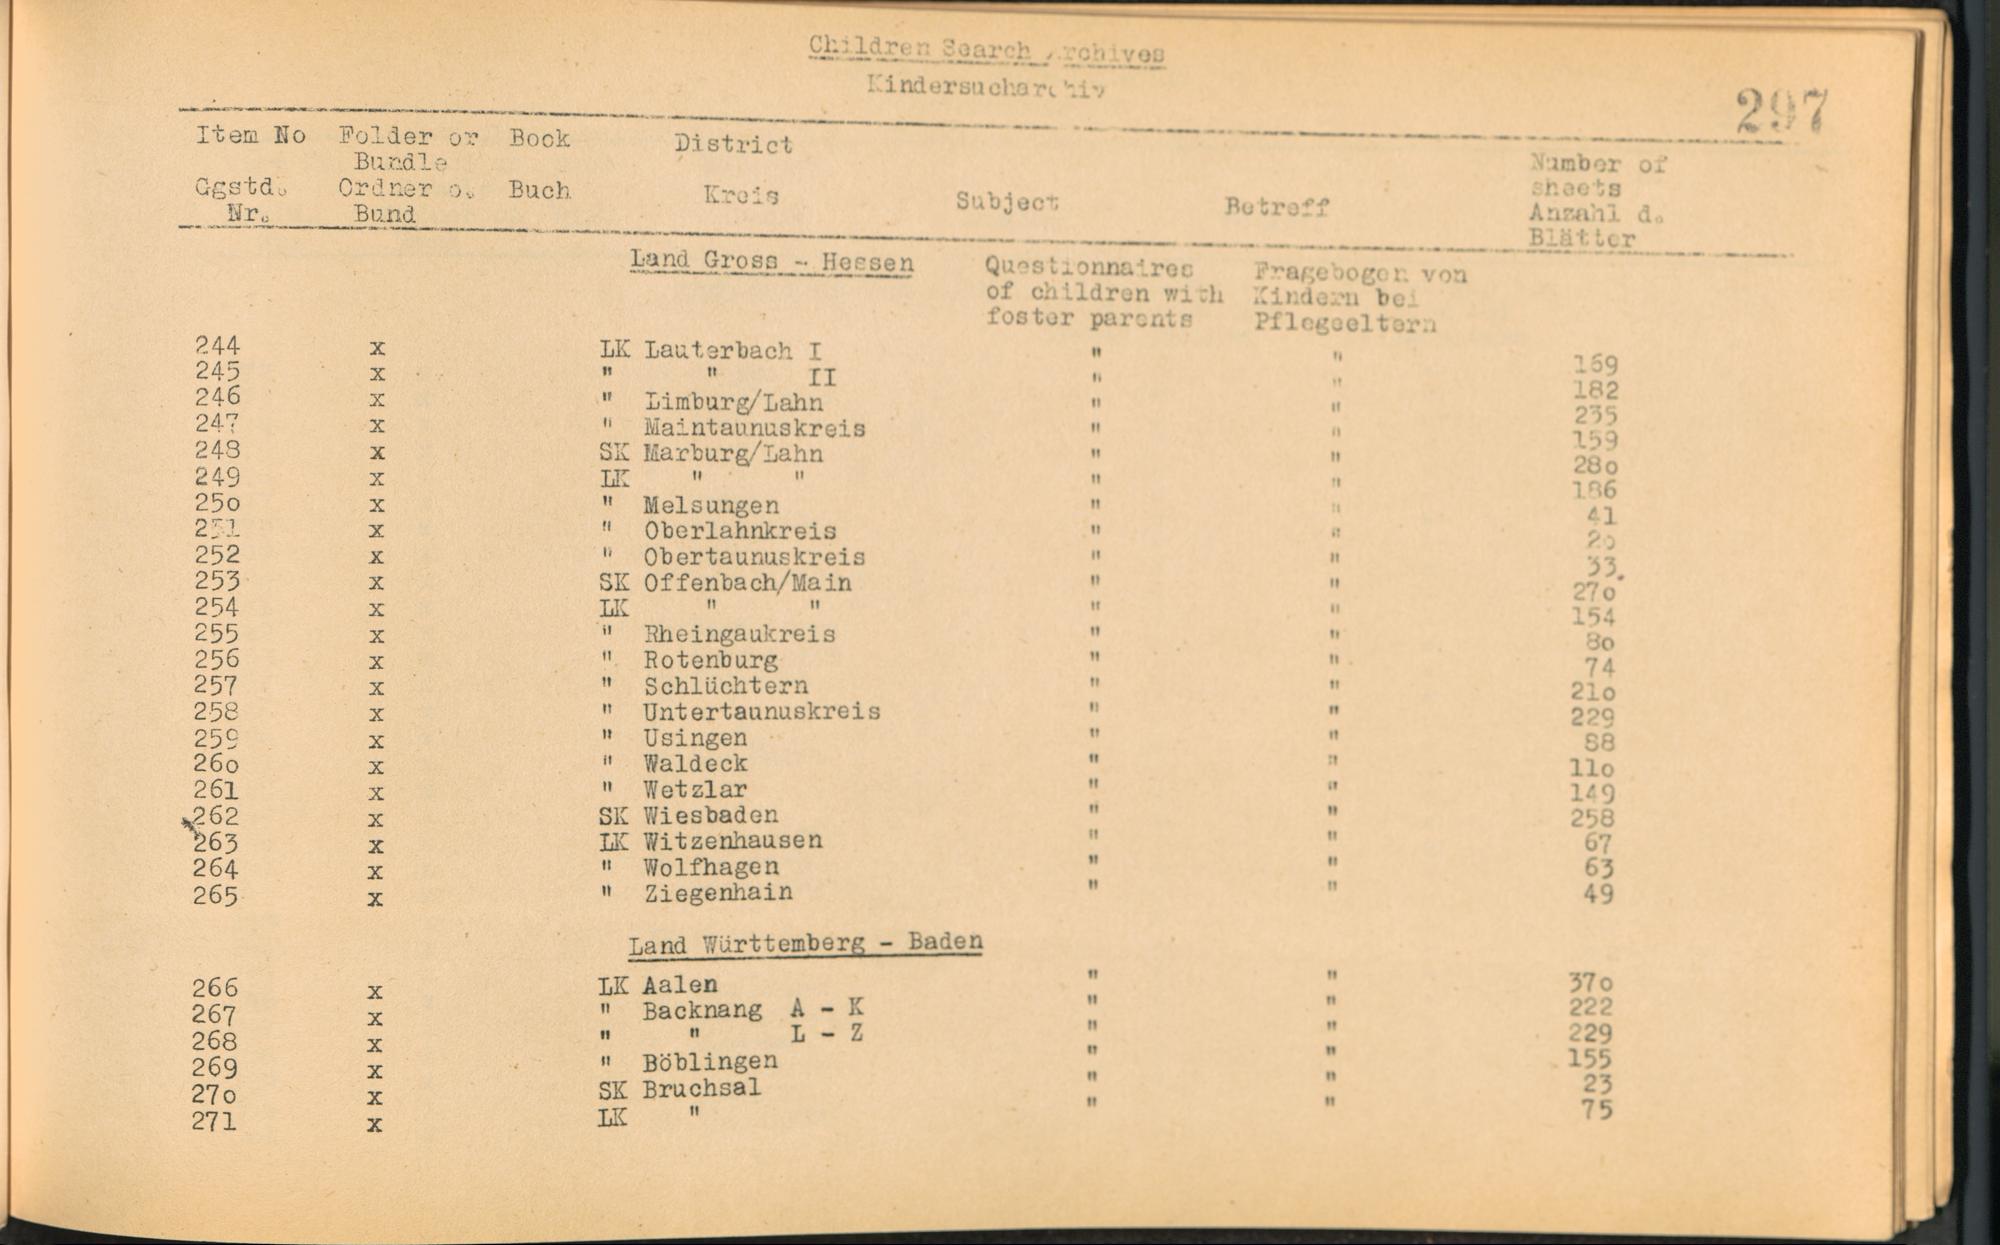 Children Search Archives
Kindersucharchiv
297
Item No Folder or Bundle Book District Number of sheets
Ggstd. Nr. Ordner o. Bund Buch Kreis Subject Betreff Anzahl d. Blätter
Land Gross - Hessen Questionnaires of children with foster parents Fragebogen von Kindern bei Pflegeeltern
244 x LK Lauterbach I " " 169
245 x " " II " " 182
246 x " Limburg/Lahn " " 235
247 x " Maintaunuskreis " " 159
248 x SK Marburg/Lahn " " 28o
249 x LK " " " " 186
25o x " Melsungen " " 41
251 x " Oberlahnkreis " " 2o
252 x " Obertaunuskreis " " 33
253 x SK Offenbach/Main " " 27o
254 x LK " " " " 154
255 x " Rheingaukreis " " 8o
256 x " Rotenburg " " 74
257 x " Schlüchtern " " 21o
258 x " Untertaunuskreis " " 229
259 x " Usingen " " 88
26o x " Waldeck " " 11o
261 x " Wetzlar " " 149
262 x SK Wiesbaden " " 258
263 x LK Witzenhausen " " 67
264 x " Wolfhagen " " 63
265 x " Ziegenhain " " 49
Land Württemberg - Baden
266 x LK Aalen " " 37o
267 x " Backnang A - K " " 222
268 x " " L - Z " " 229
269 x " Böblingen " " 155
27o x SK Bruchsal " " 23
271 x LK " " " 75